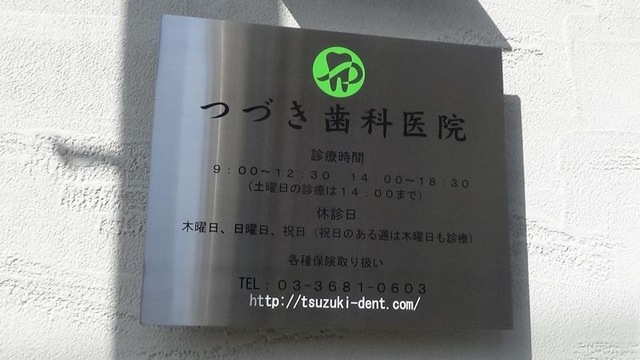 つづき歯科医院
診療時間
9:00～12:30 14:00～18:30
（土曜日の診療は14:00まで）
休診日
木曜日、日曜日、祝日（祝日のある週は木曜日も診療）
各種保険取り扱い
TEL:03-3681-0603
http://tsuzuki-dent.com/